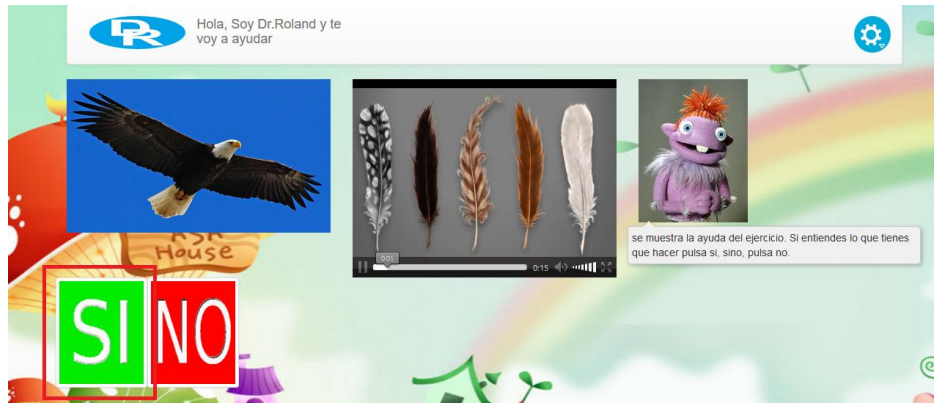 DR
Hola, Soy Dr.Roland y te
voy a ayudar
House
0:01
0:15
se muestra la ayuda del ejercicio. Si entiendes lo que tienes
que hacer pulsa si, sino, pulsa no.
SI NO